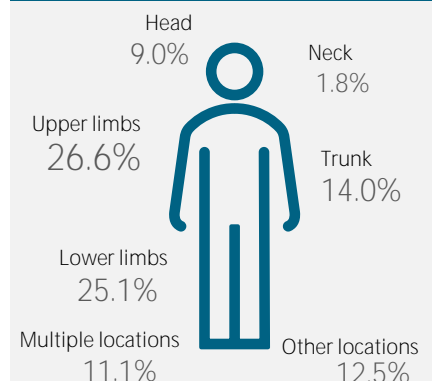 Head
9.0%
Neck
1.8%
Upper limbs
26.6%
Trunk
14.0%
Lower limbs
25.1%
Multiple locations
11.1%
Other locations
12.5%